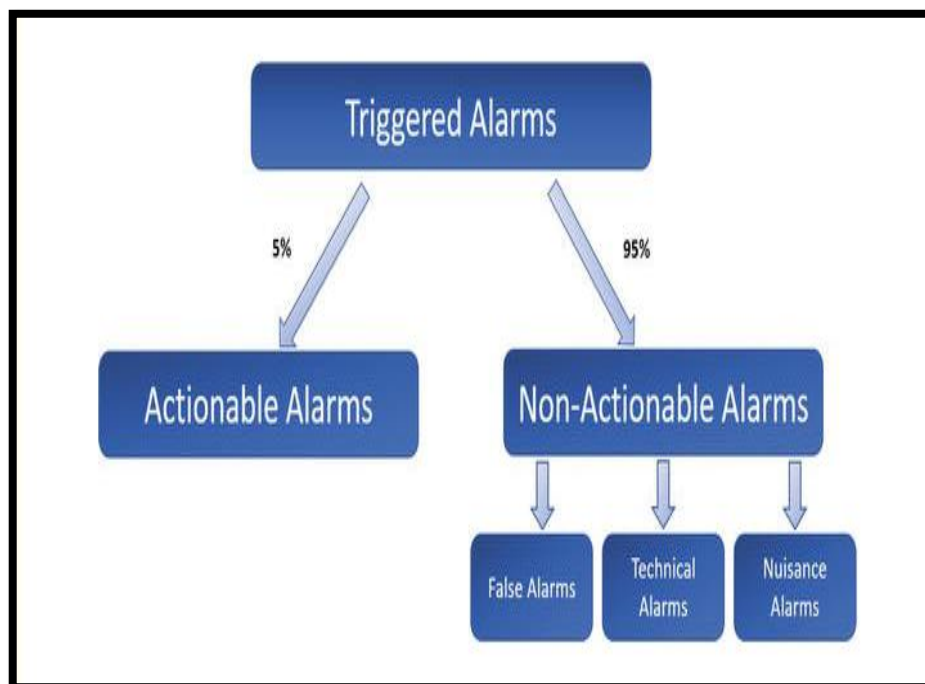 Triggered Alarms
5%
95%
Actionable Alarms
Non-Actionable Alarms
False Alarms
Technical
Alarms
Nuisance
Alarms